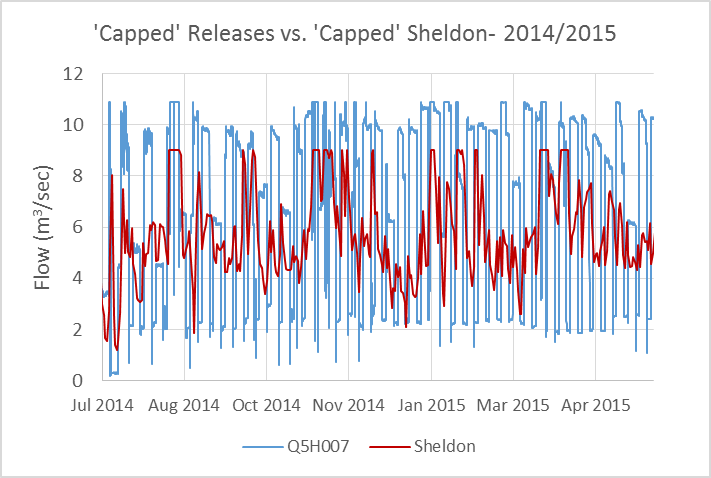 'Capped' Releases vs. 'Capped' Sheldon- 2014/2015
12
10
8
6
4
2
0
Flow (m³/sec)
Jul 2014 Aug 2014 Oct 2014 Nov 2014 Jan 2015 Mar 2015 Apr 2015
Q5H007 Sheldon